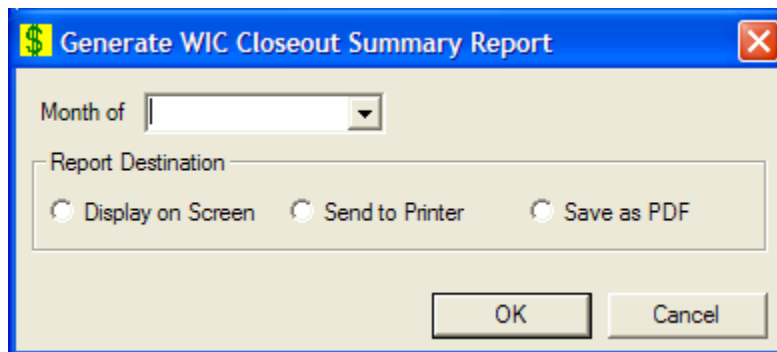 $ Generate WIC Closeout Summary Report
Month of
Report Destination
Display on Screen Send to Printer Save as PDF
OK Cancel